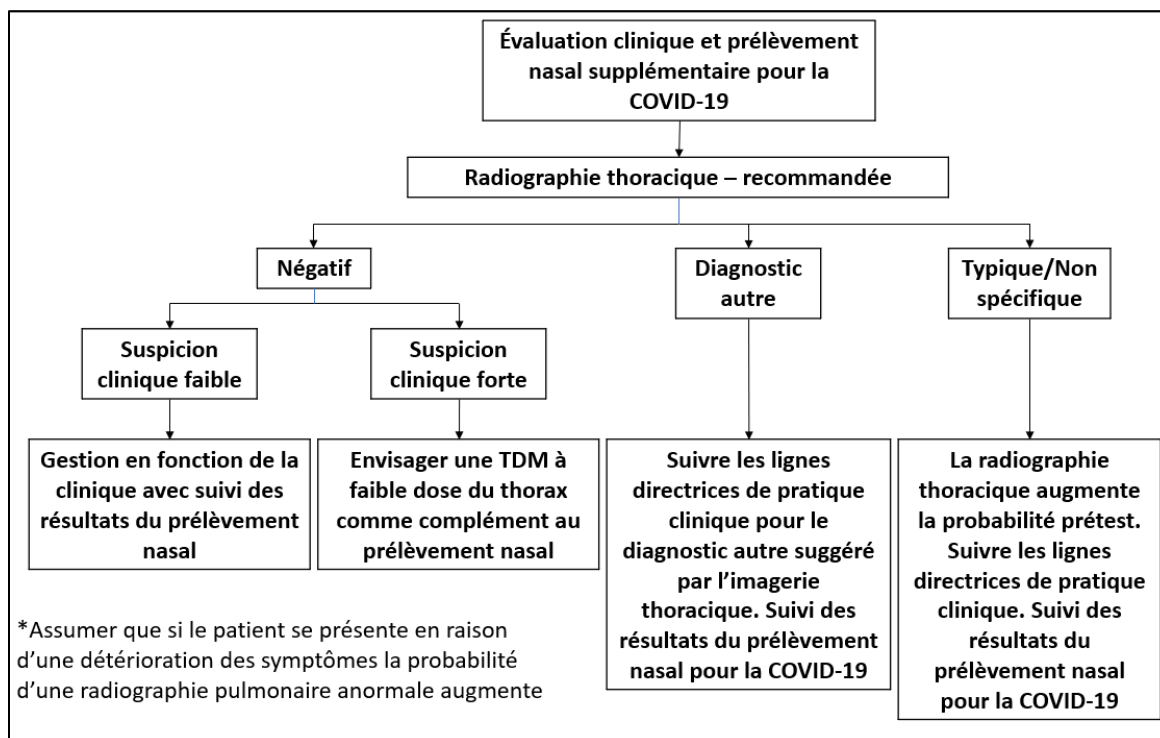 Évaluation clinique et prélèvement
nasal supplémentaire pour la
COVID-19
Radiographie thoracique – recommandée
Négatif
Diagnostic
autre
Typique/Non
spécifique
Suspicion
clinique faible
Suspicion
clinique forte
Gestion en fonction de la
clinique avec suivi des
résultats du prélèvement
nasal
Envisager une TDM à
faible dose du thorax
comme complément au
prélèvement nasal
Suivre les lignes
directrices de pratique
clinique pour le
diagnostic autre suggéré
par l’imagerie
thoracique. Suivi des
résultats du prélèvement
nasal pour la COVID-19
La radiographie
thoracique augmente
la probabilité prétest.
Suivre les lignes
directrices de pratique
clinique. Suivi des
résultats du
prélèvement nasal
pour la COVID-19
*Assumer que si le patient se présente en raison
d’une détérioration des symptômes la probabilité
d’une radiographie pulmonaire anormale augmente